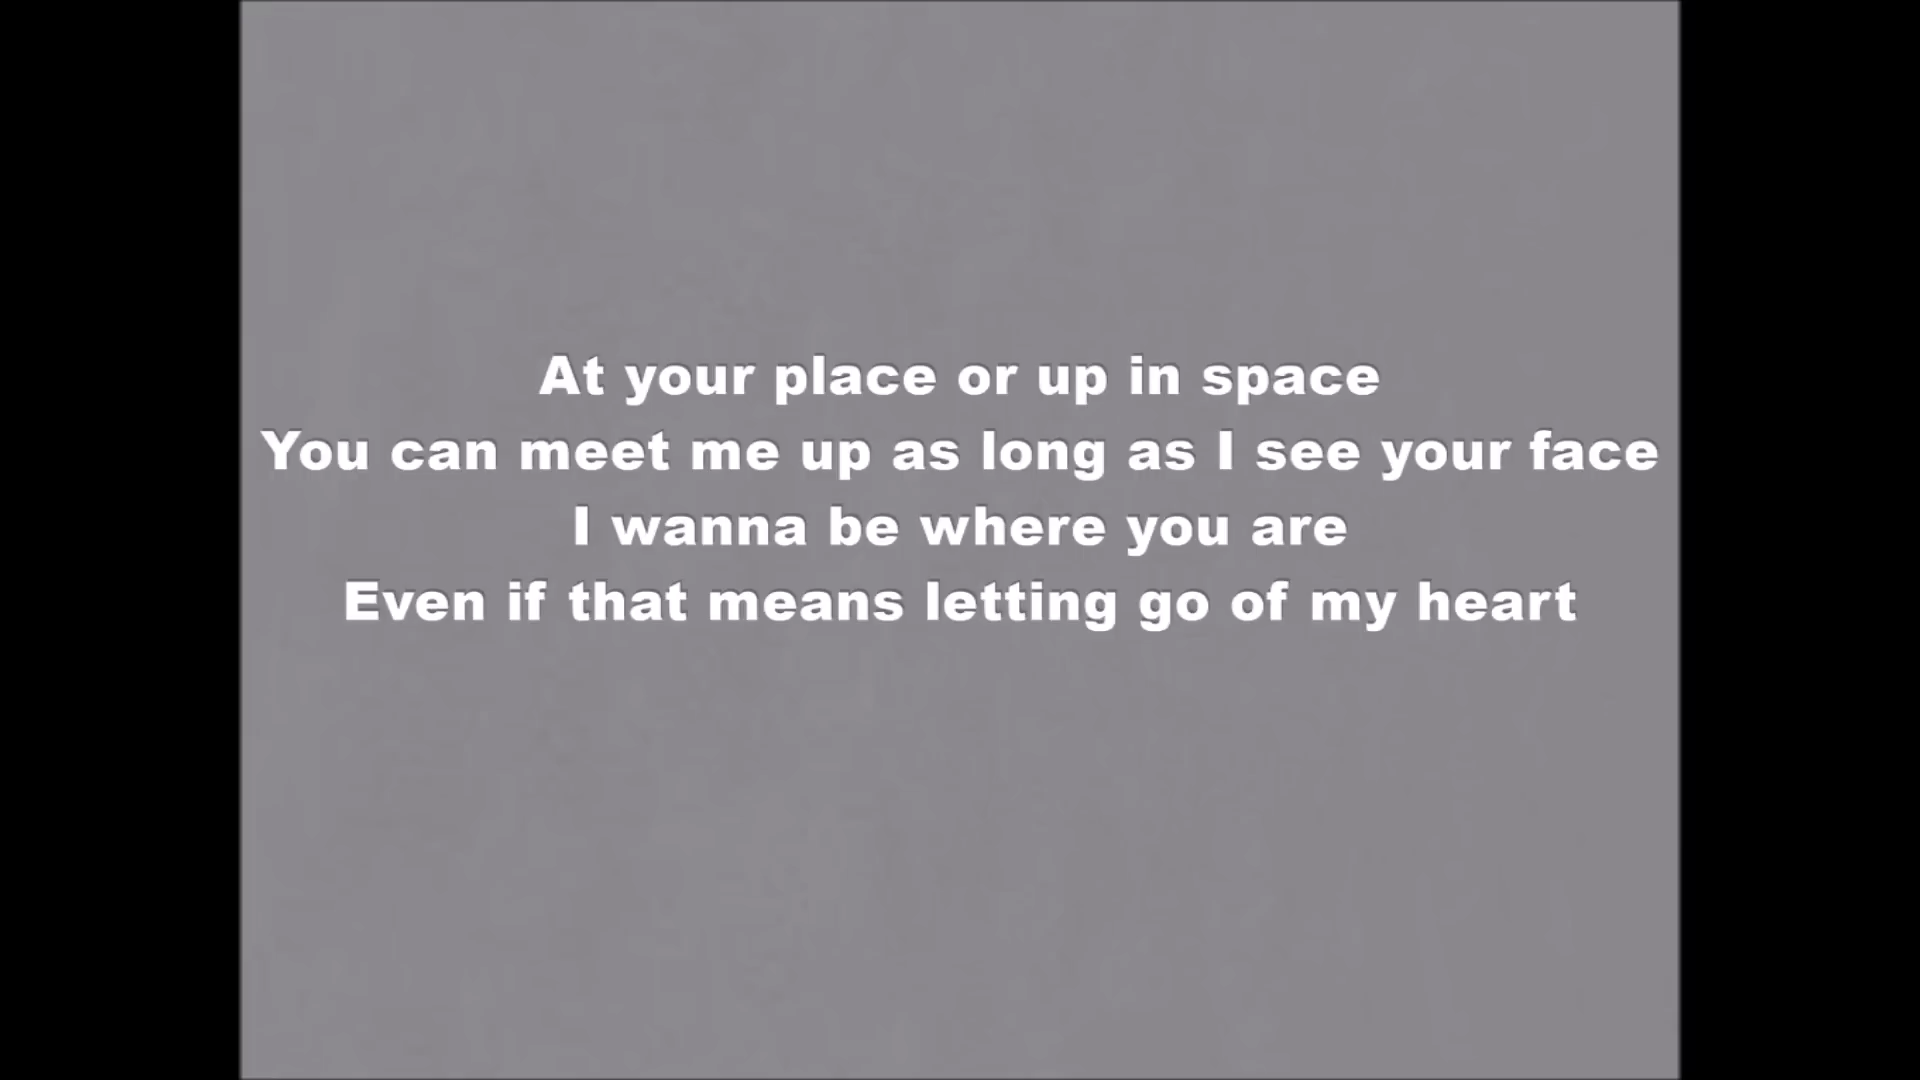 At your place or up in space
You can meet me up as long as I see your face
I wanna be where you are
Even if that means letting go of my heart